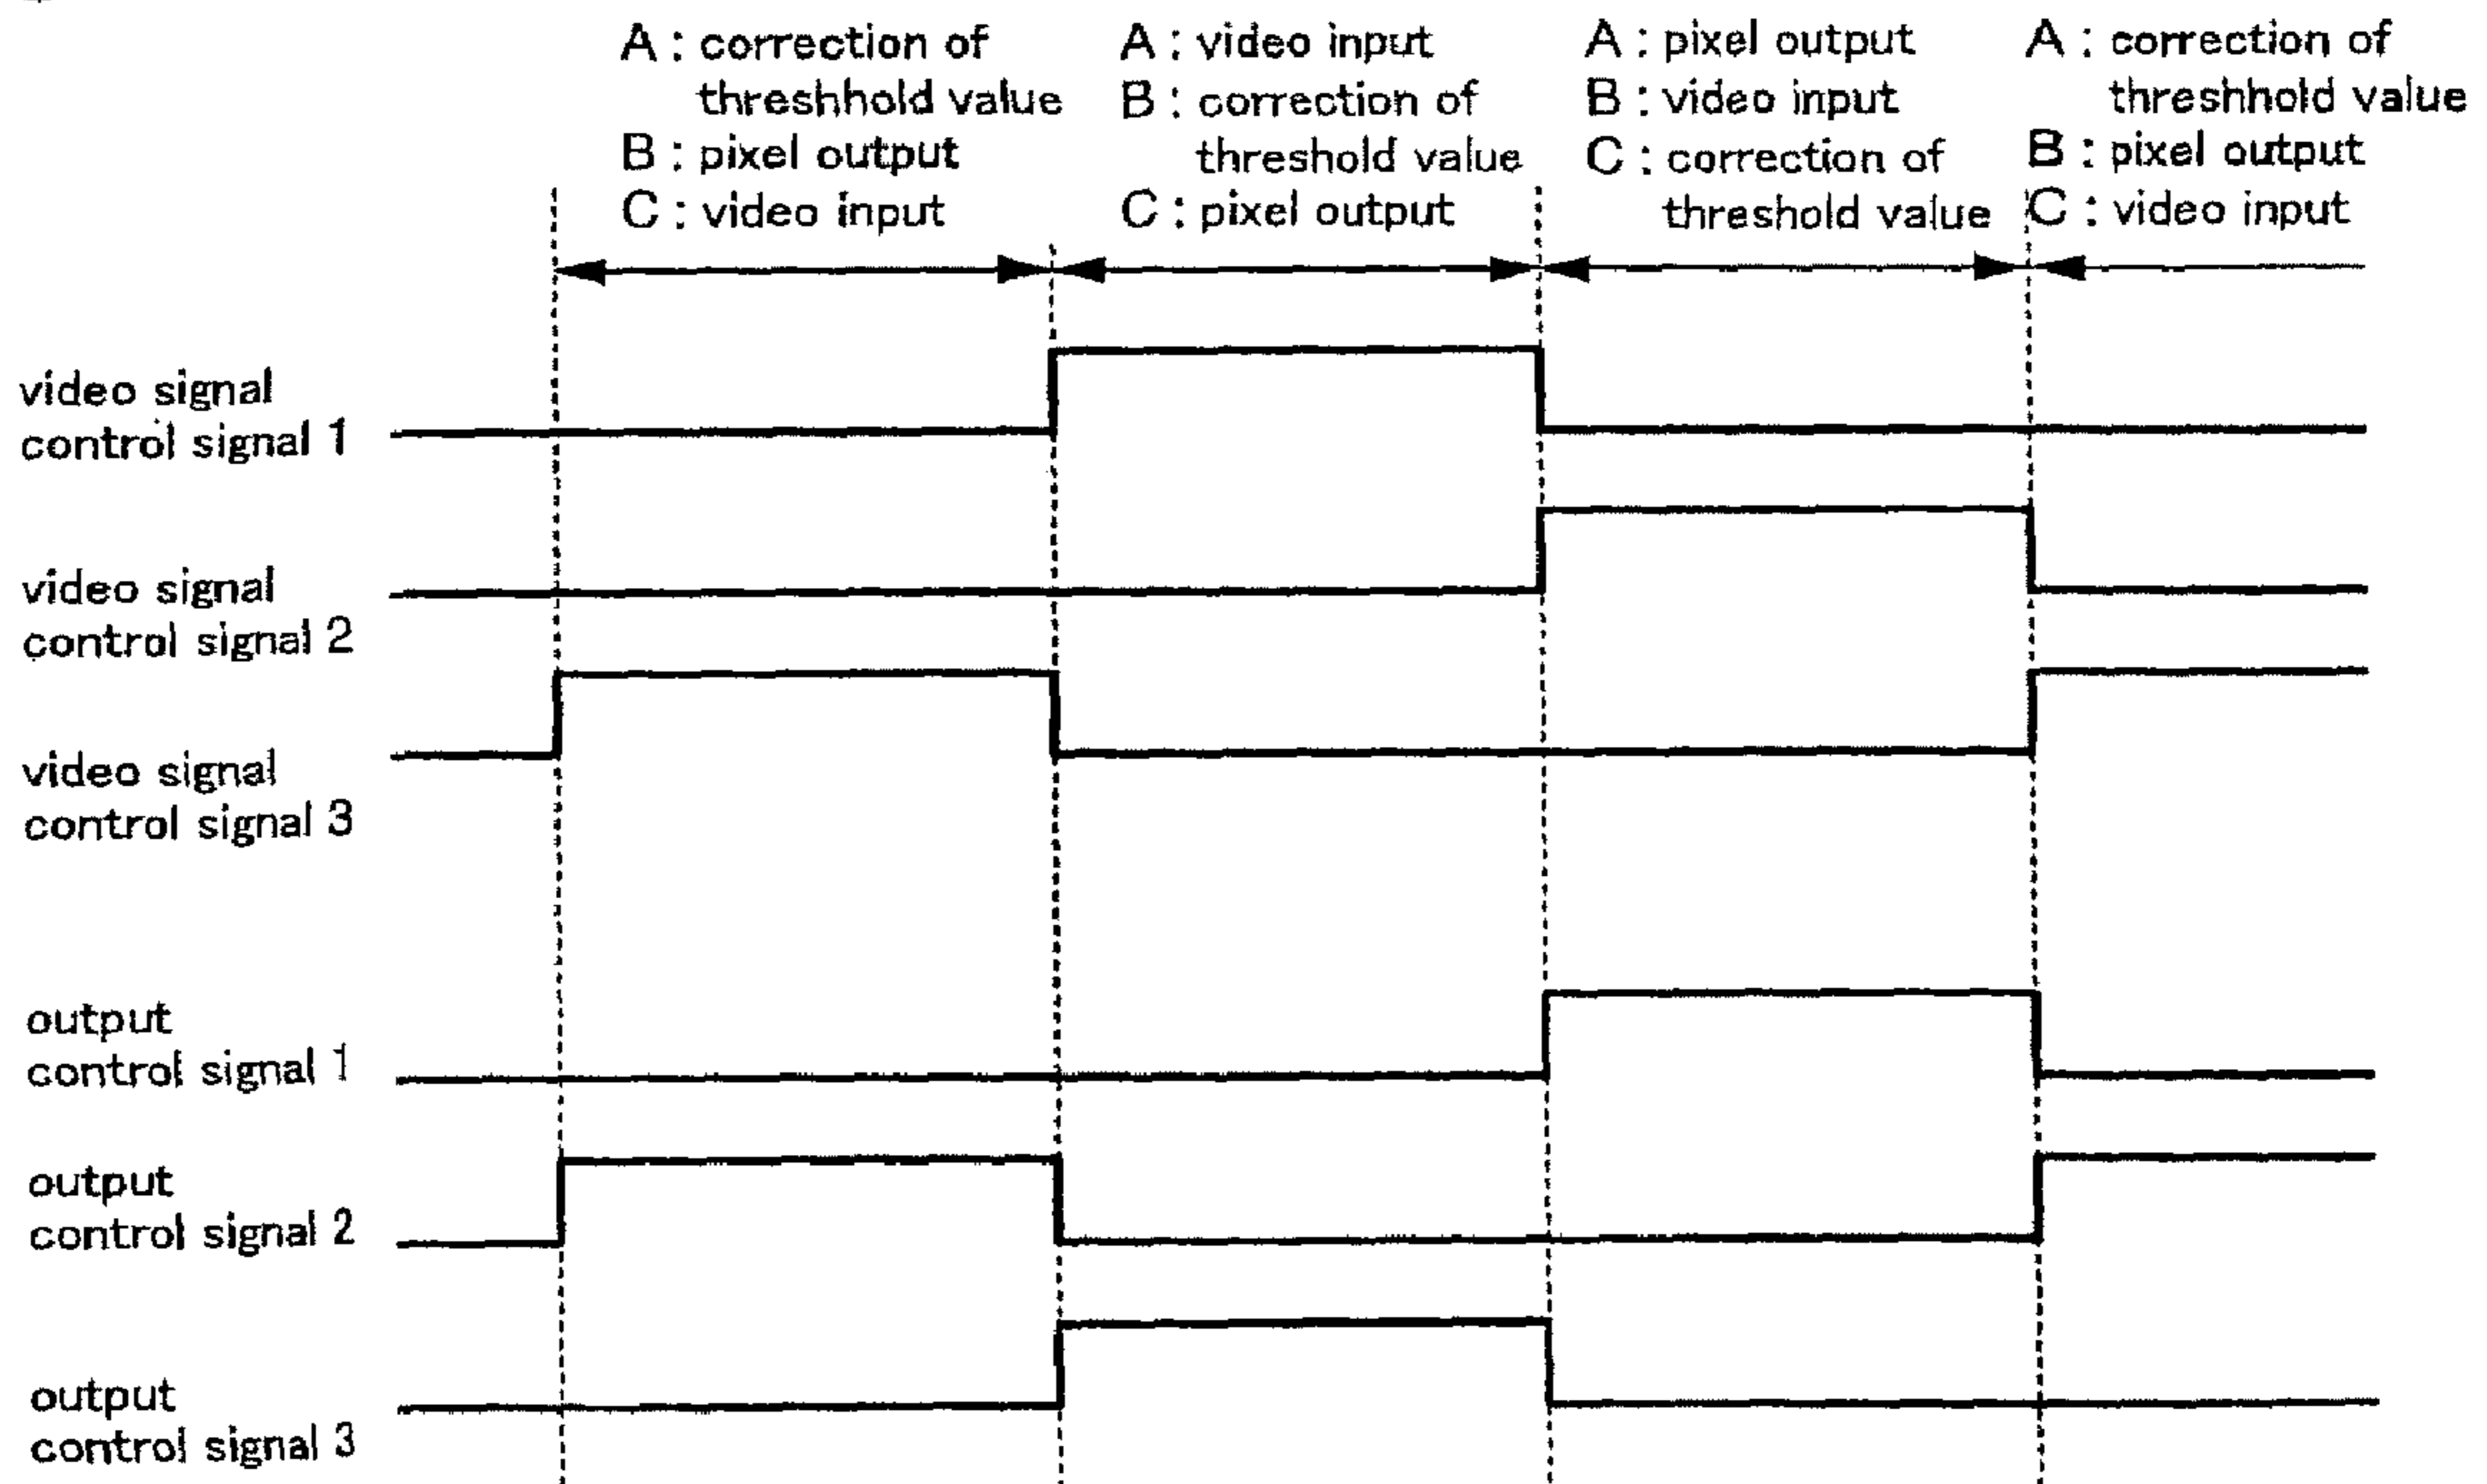 A : correction of
threshhold value
B : pixel output
C : video input
A : video input
B : correction of
threshold value
C : pixel output
A : pixel output
B : video input
C : correction of
threshold value
A : correction of
threshhold value
B : pixel output
C : video input
video signal
control signal 1
video signal
control signal 2
video signal
control signal 3
output
control signal 1
output
control signal 2
output
control signal 3